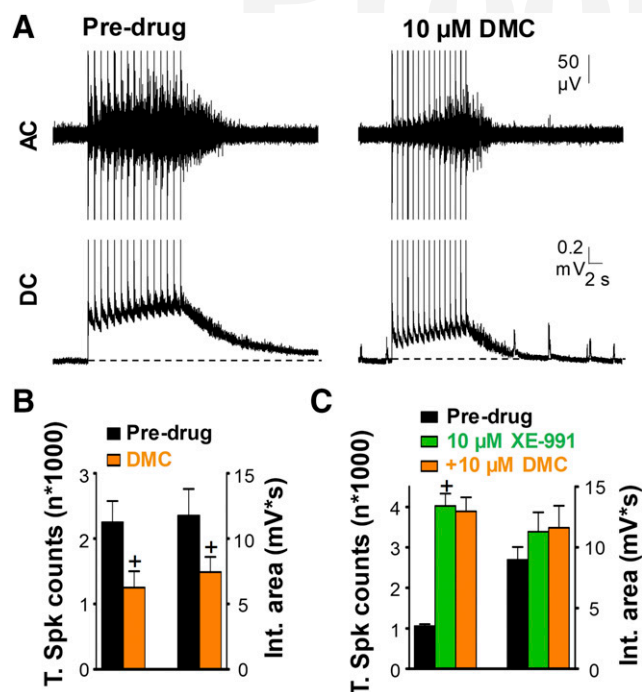 A
Pre-drug
10 µM DMC
50
µV
AC
0.2
mV
2 s
DC
B
Pre-drug
DMC
T. Spk counts (n*1000)
3
2
1
0
+
+
15
10
5
0
Int. area (mV*s)
C
Pre-drug
10 µM XE-991
+10 µM DMC
T. Spk counts (n*1000)
4
3
2
1
0
+
15
10
5
0
Int. area (mV*s)